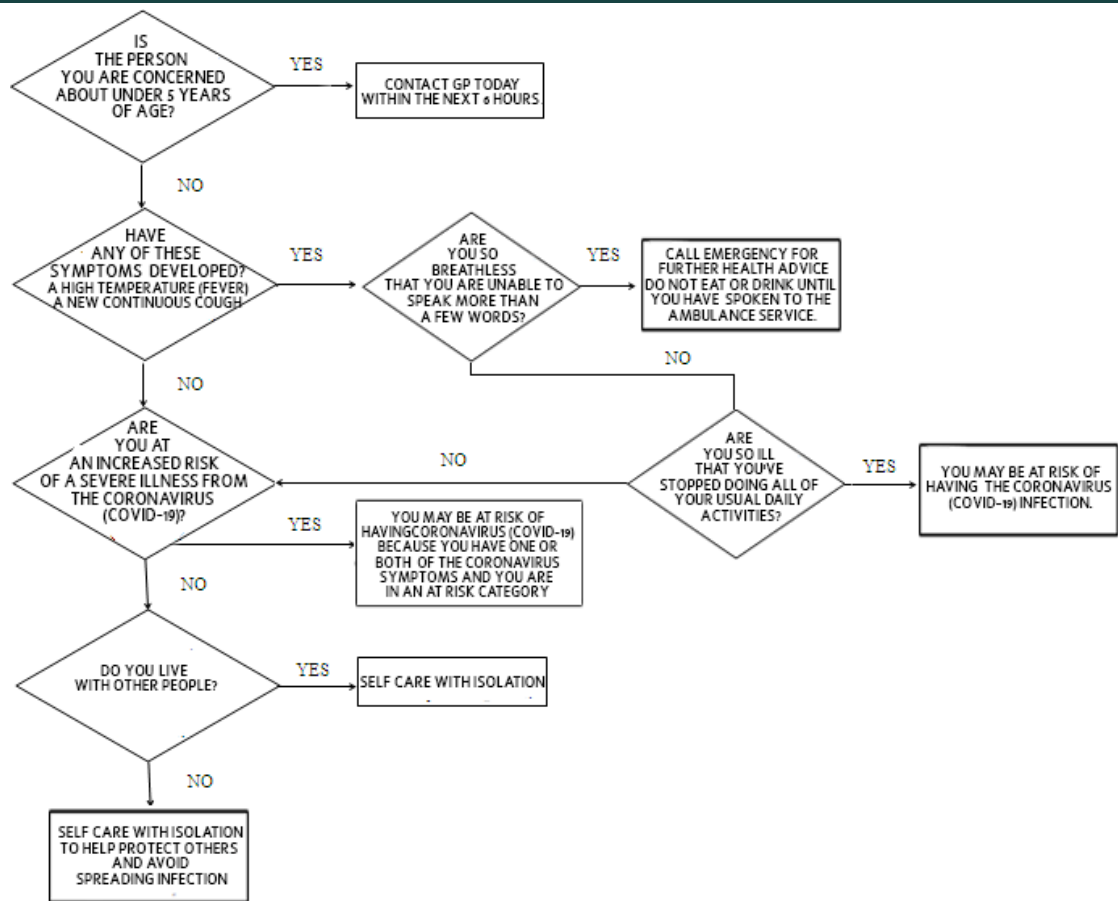 IS
THE PERSON
YOU ARE CONCERNED
ABOUT UNDER 5 YEARS
OF AGE?
YES
CONTACT GP TODAY
WITHIN THE NEXT 6 HOURS.
NO
HAVE
ANY OF THESE
SYMPTOMS DEVELOPED?
A HIGH TEMPERATURE (FEVER)
A NEW CONTINUOUS COUGH
YES
ARE
YOU SO
BREATHLESS
THAT YOU ARE UNABLE TO
SPEAK MORE THAN
A FEW WORDS?
YES
CALL EMERGENCY FOR
FURTHER HEALTH ADVICE
DO NOT EAT OR DRINK UNTIL
YOU HAVE SPOKEN TO THE
AMBULANCE SERVICE.
NO
NO
ARE
YOU AT
AN INCREASED RISK
OF A SEVERE ILLNESS FROM
THE CORONAVIRUS
(COVID-19)?
NO
ARE
YOU SO ILL
THAT YOU'VE
STOPPED DOING ALL OF
YOUR USUAL DAILY
ACTIVITIES?
YES
YOU MAY BE AT RISK OF
HAVING THE CORONAVIRUS
(COVID-19) INFECTION.
YES
YOU MAY BE AT RISK OF
HAVINGCORONAVIRUS (COVID-19)
BECAUSE YOU HAVE ONE OR
BOTH OF THE CORONAVIRUS
SYMPTOMS AND YOU ARE
IN AN AT RISK CATEGORY
NO
DO YOU LIVE
WITH OTHER PEOPLE?
YES
SELF CARE WITH ISOLATION
NO
SELF CARE WITH ISOLATION
TO HELP PROTECT OTHERS
AND AVOID
SPREADING INFECTION